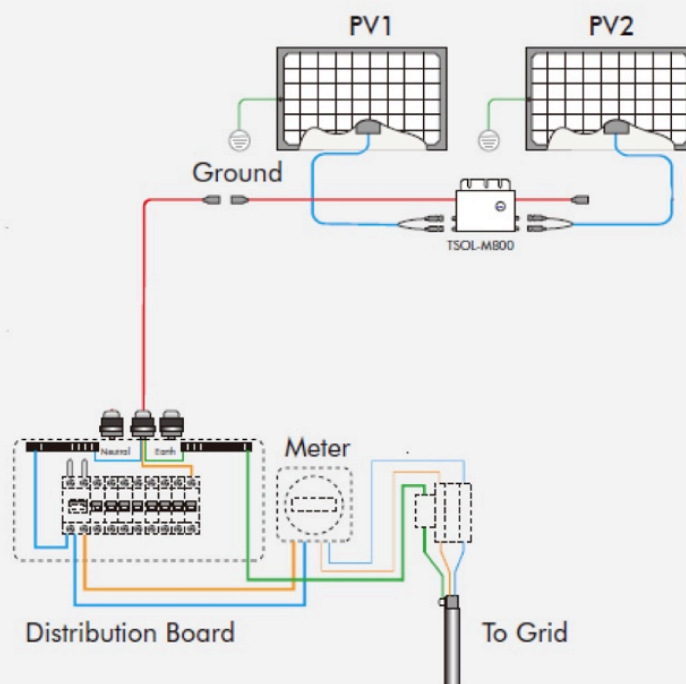 PV1
PV2
Ground
TSOL-M800
Neutral
Earth
Meter
Distribution Board
To Grid